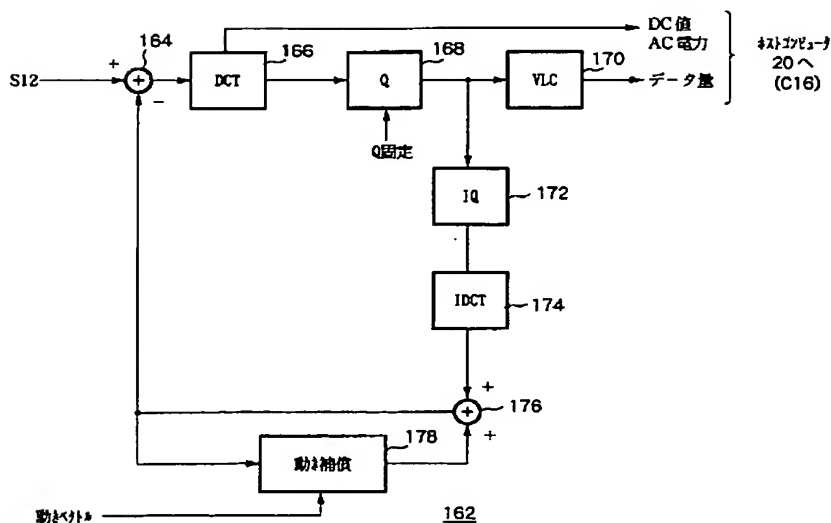 DC値
AC電力
ホストコンピュータ
20へ
(C16)
データ量
S12
+
164
−
DCT
166
Q
168
VLC
170
Q固定
IQ
172
IDCT
174
+
176
+
動き補償
178
動きベクトル
162